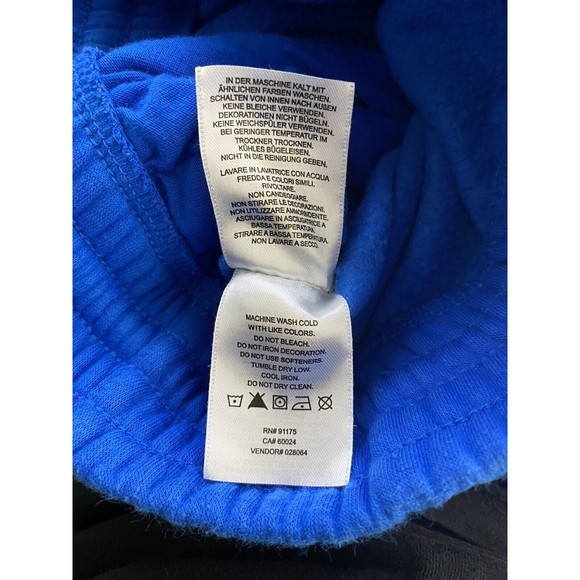 IN DER MASCHINE KALT MIT
ÄHNLICHEN FARBEN WASCHEN.
SCHALTEN VON INNEN NACH AUßEN
KEINE BLEICHE VERWENDEN.
DEKORATIONEN NICHT BÜGELN.
KEINE WEICHSPÜLER VERWENDEN.
BEI GERINGER TEMPERATUR IM
TROCKNER TROCKNEN.
KÜHLES BÜGELEISEN.
NICHT IN DIE REINIGUNG GEBEN.
LAVARE IN LAVATRICE CON ACQUA
FREDDA E COLORI SIMILI.
RIVOLTARE.
NON CANDEGGIARE.
NON STIRARE LE DECORAZIONI.
NON UTILIZZARE AMMORBIDENTE.
ASCIUGARE IN ASCIUGATRICE A
BASSA TEMPERATURA.
STIRARE A BASSA TEMPERATURA.
NON LAVARE A SECCO.
MACHINE WASH COLD
WITH LIKE COLORS.
DO NOT BLEACH.
DO NOT IRON DECORATION.
DO NOT USE SOFTENERS.
TUMBLE DRY LOW.
COOL IRON.
DO NOT DRY CLEAN.
RN# 91175
CA# 60024
VENDOR# 028064